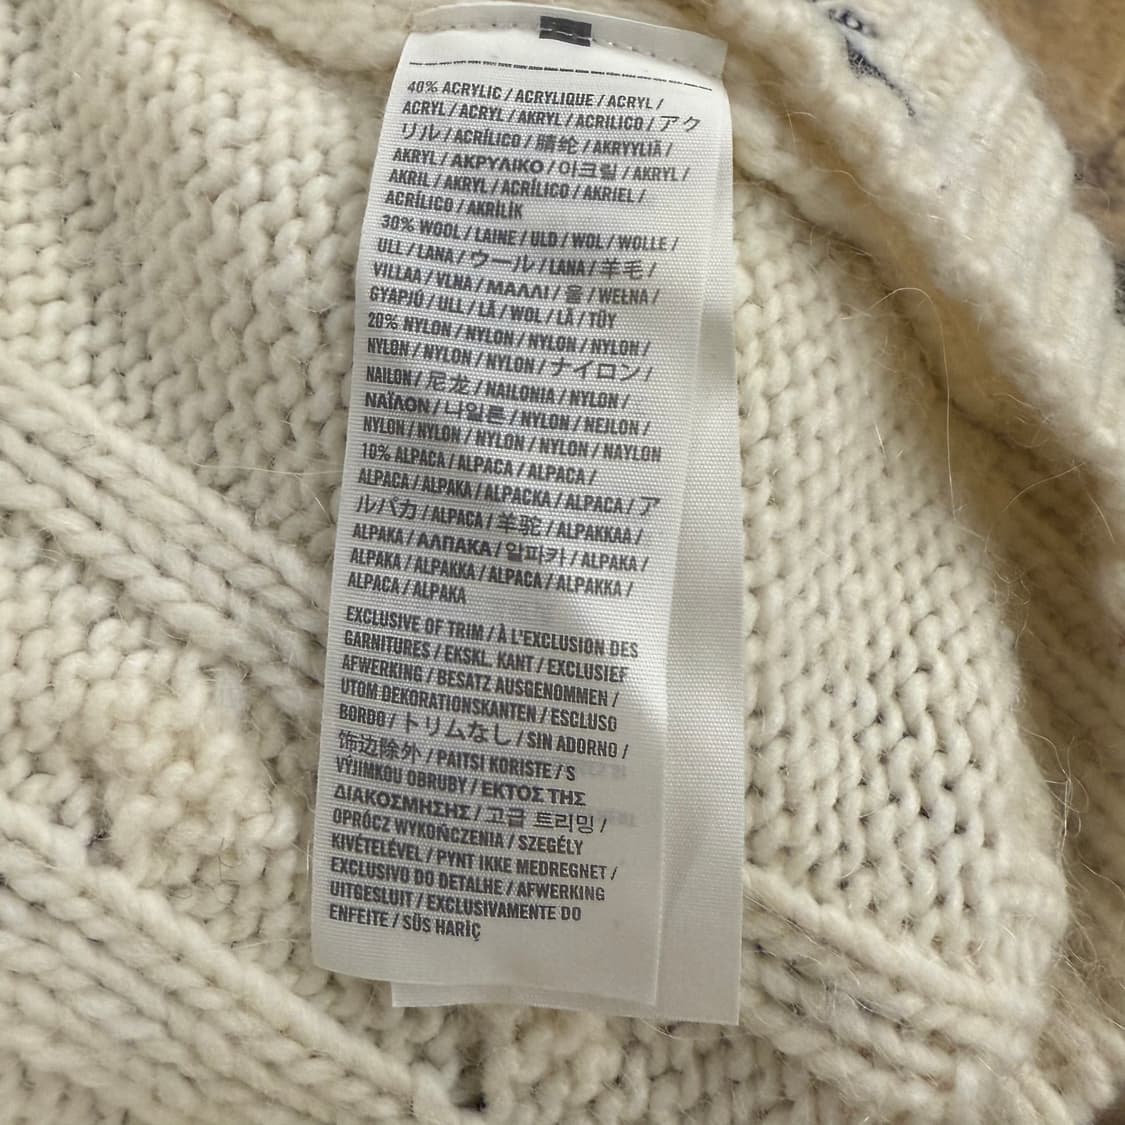 40% ACRYLIC / ACRYLIQUE / ACRYL /
ACRYL / ACRYL / AKRYL / ACRILICO / アク
リル / ACRÍLICO / 腈纶 / AKRYYLIÄ /
AKRYL / ΑΚΡΥΛΙΚΟ / 아크릴 / AKRYL /
AKRIL / AKRYL / ACRÍLICO / AKRIEL /
ACRÍLICO / AKRİLİK
30% WOOL / LAINE / ULD / WOL / WOLLE /
ULL / LANA / ウール / LANA / 羊毛 /
VILLAA / VLNA / ΜΑΛΛΙ / 울 / WEŁNA /
GYAPJÚ / ULL / LÃ / WOL / LÃ / TÜY
20% NYLON / NYLON / NYLON / NYLON /
NYLON / NYLON / NYLON / ナイロン /
NAILON / 尼龙 / NAILONIA / NYLON /
ΝΑΪΛΟΝ / 나일론 / NYLON / NEJLON /
NYLON / NYLON / NYLON / NYLON / NAYLON
10% ALPACA / ALPACA / ALPACA /
ALPACA / ALPAKA / ALPACKA / ALPACA / ア
ルパカ / ALPACA / 羊驼 / ALPAKKAA /
ALPAKA / ΑΛΠΑΚΑ / 알파카 / ALPAKA /
ALPAKA / ALPAKKA / ALPACA / ALPAKKA /
ALPACA / ALPAKA
EXCLUSIVE OF TRIM / À L'EXCLUSION DES
GARNITURES / EKSKL. KANT / EXCLUSIEF
AFWERKING / BESATZ AUSGENOMMEN /
UTOM DEKORATIONSKANTEN / ESCLUSO
BORDO / トリムなし / SIN ADORNO /
饰边除外 / PAITSI KORISTE / S
VÝJIMKOU OBRUBY / ΕΚΤΟΣ ΤΗΣ
ΔΙΑΚΟΣΜΗΣΗΣ / 고급 트리밍 /
OPRÓCZ WYKOŃCZENIA / SZEGÉLY
KIVÉTELÉVEL / PYNT IKKE MEDREGNET /
EXCLUSIVO DO DETALHE / AFWERKING
UITGESLUIT / EXCLUSIVAMENTE DO
ENFEITE / SÜS HARİÇ